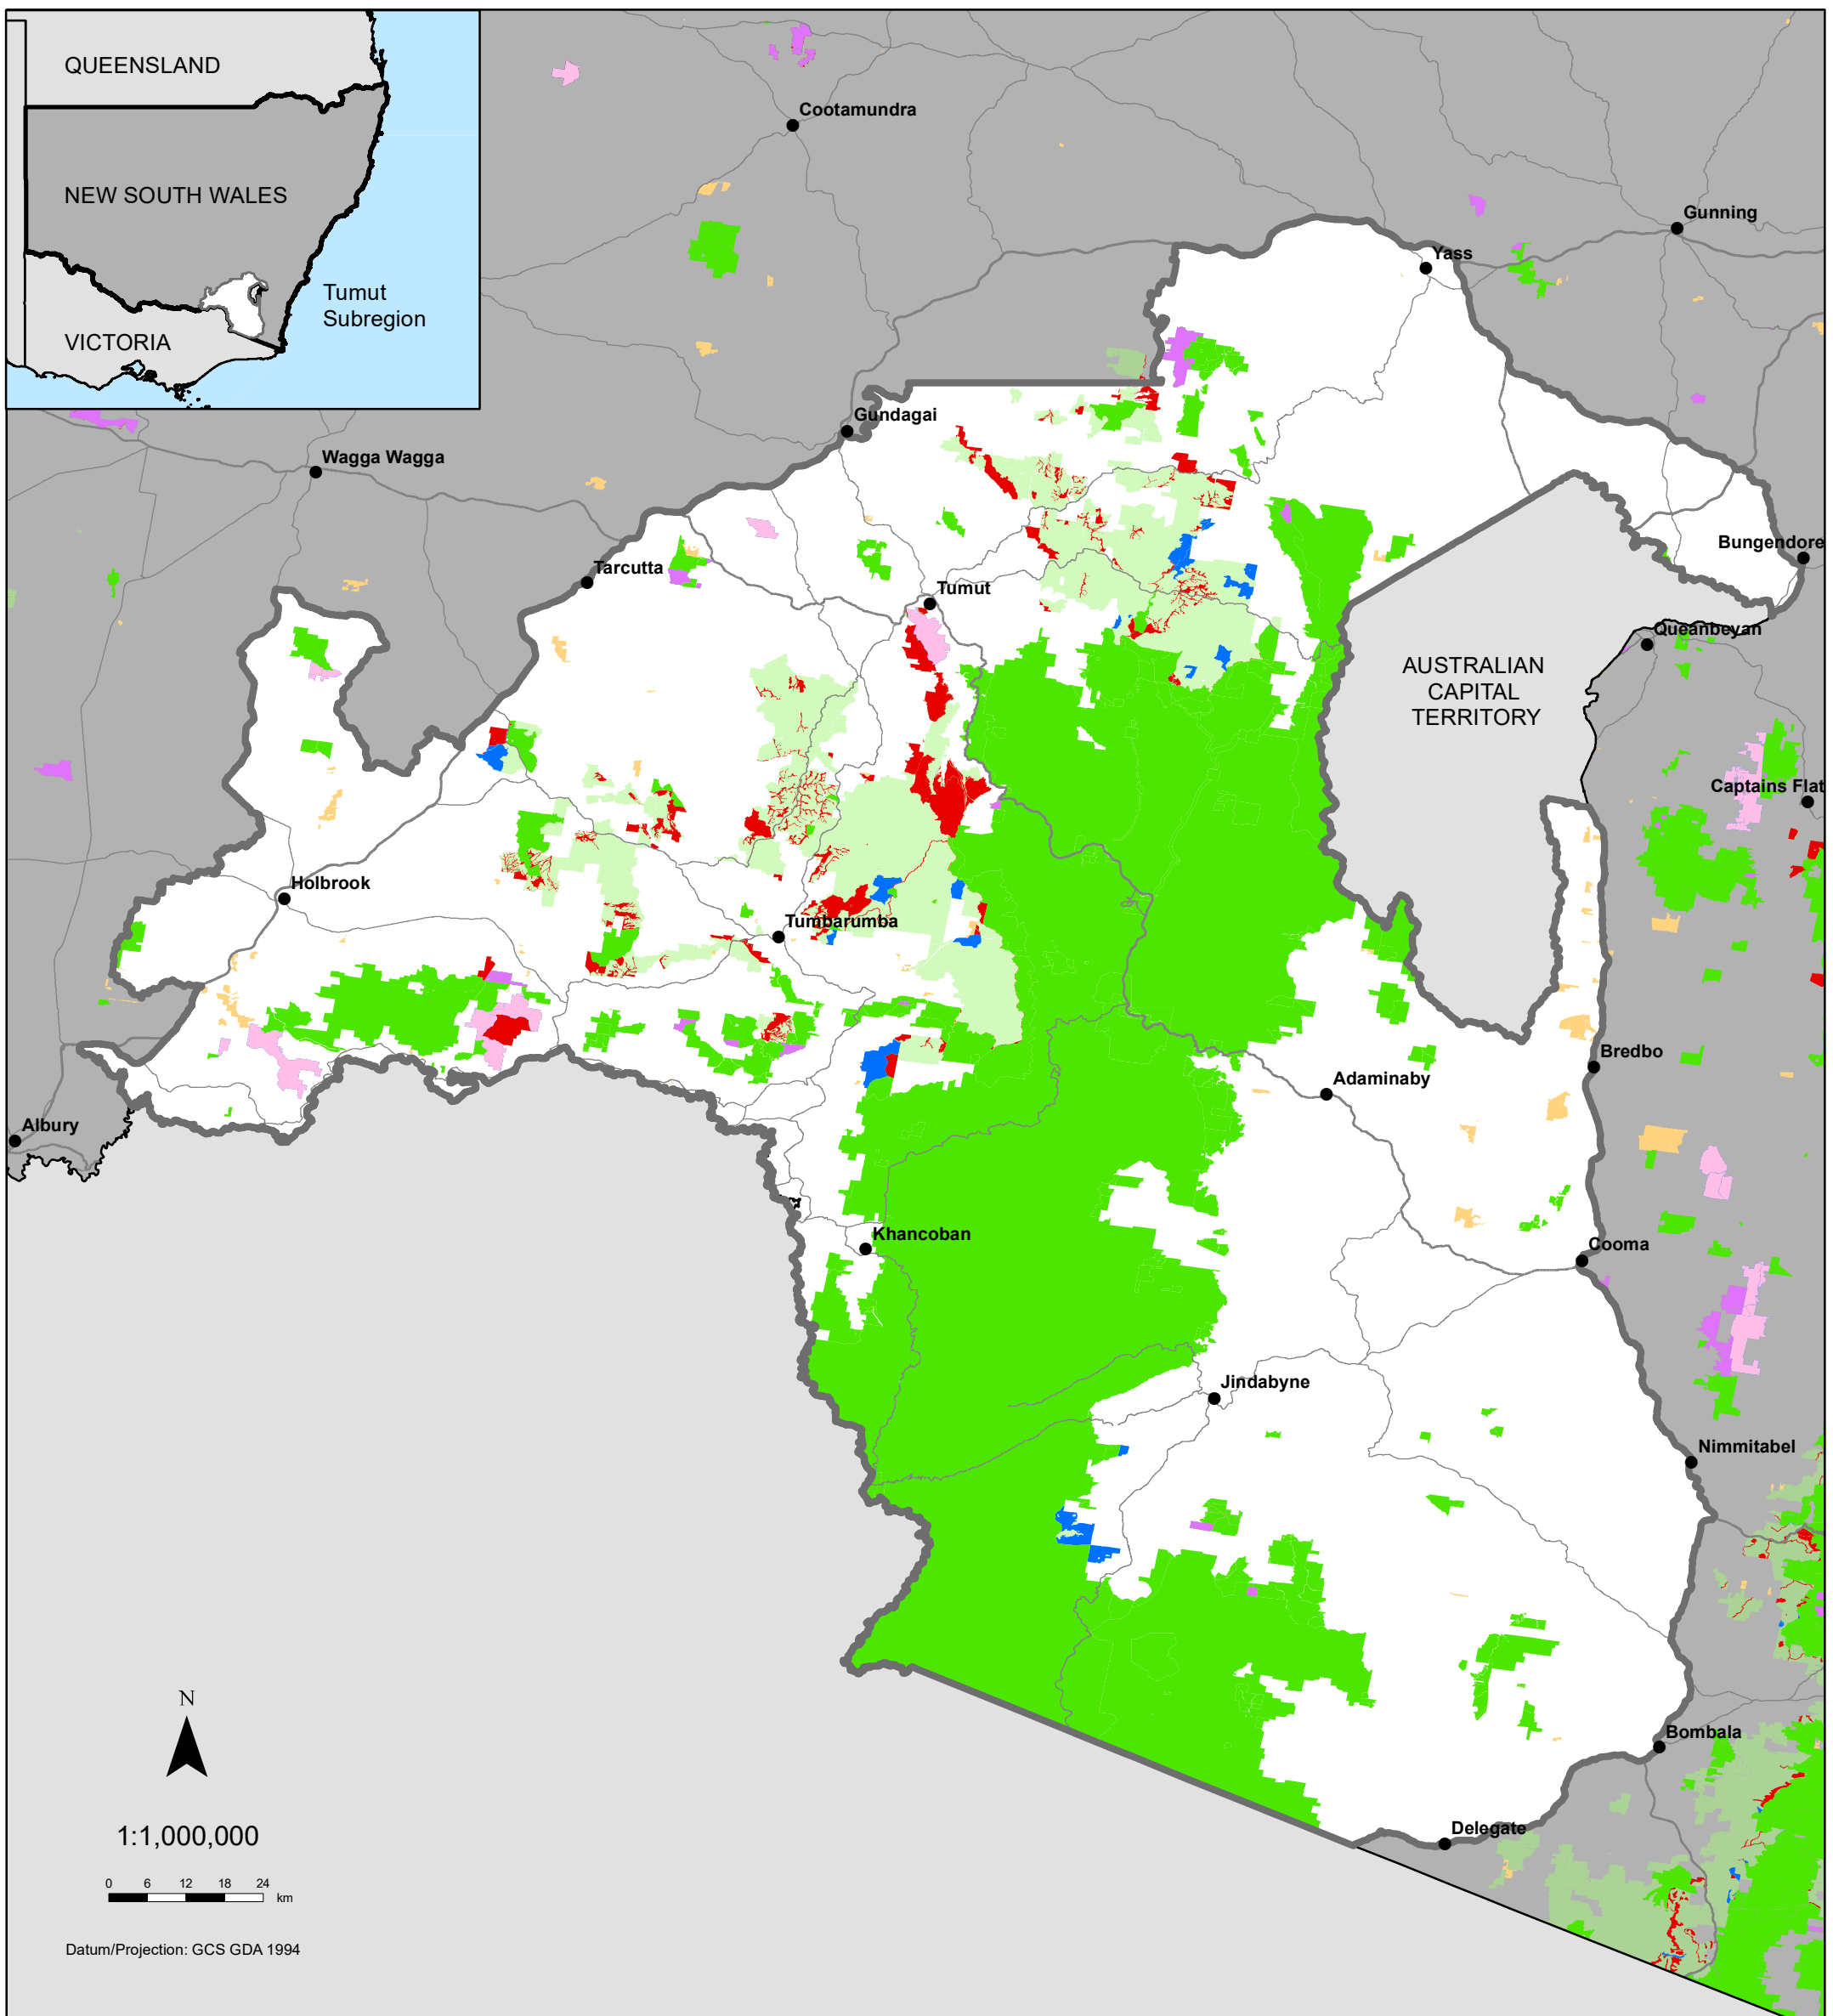 QUEENSLAND
NEW SOUTH WALES
Tumut
Subregion
VICTORIA
Cootamundra
Gunning
Yass
Gundagai
Wagga Wagga
Bungendore
Tarcutta
Tumut
Queanbeyan
AUSTRALIAN
CAPITAL
TERRITORY
Captains Flat
Holbrook
Tumbarumba
Bredbo
Adaminaby
Albury
Khancoban
Cooma
Jindabyne
Nimmitabel
N
Bombala
1:1,000,000
Delegate
0 6 12 18 24
km
Datum/Projection: GCS GDA 1994